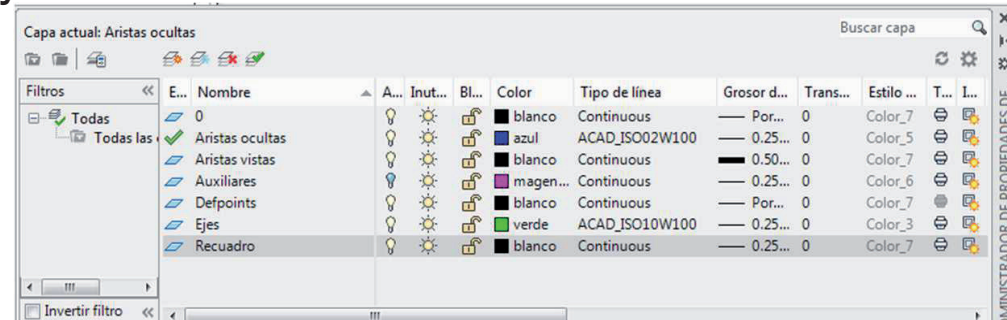 Capa actual: Aristas ocultas
Buscar capa
Filtros
Todas
Todas las
Invertir filtro
E... Nombre A... Inut... Bl... Color Tipo de línea Grosor d... Trans... Estilo ... T... I...
0 blanco Continuous Por... 0 Color_7
Aristas ocultas azul ACAD_ISO02W100 0.25... 0 Color_5
Aristas vistas blanco Continuous 0.50... 0 Color_7
Auxiliares magen... Continuous 0.25... 0 Color_6
Defpoints blanco Continuous Por... 0 Color_7
Ejes verde ACAD_ISO10W100 0.25... 0 Color_3
Recuadro blanco Continuous 0.25... 0 Color_7